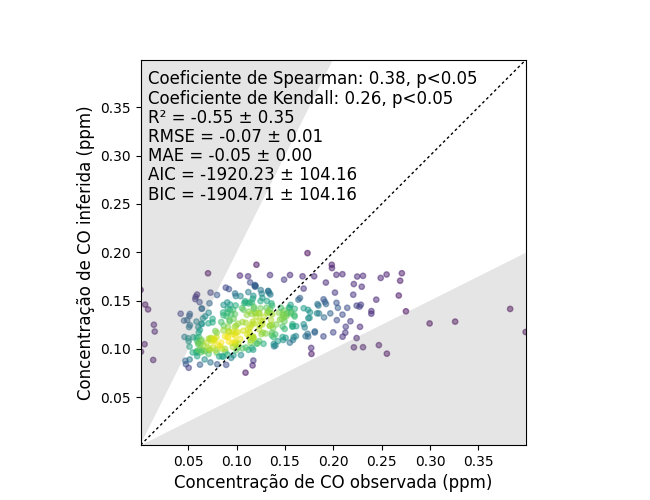 Coeficiente de Spearman: 0.38, p<0.05
Coeficiente de Kendall: 0.26, p<0.05
R² = -0.55 ± 0.35
RMSE = -0.07 ± 0.01
MAE = -0.05 ± 0.00
AIC = -1920.23 ± 104.16
BIC = -1904.71 ± 104.16
Concentração de CO inferida (ppm)
0.35
0.30
0.25
0.20
0.15
0.10
0.05
0.05 0.10 0.15 0.20 0.25 0.30 0.35
Concentração de CO observada (ppm)